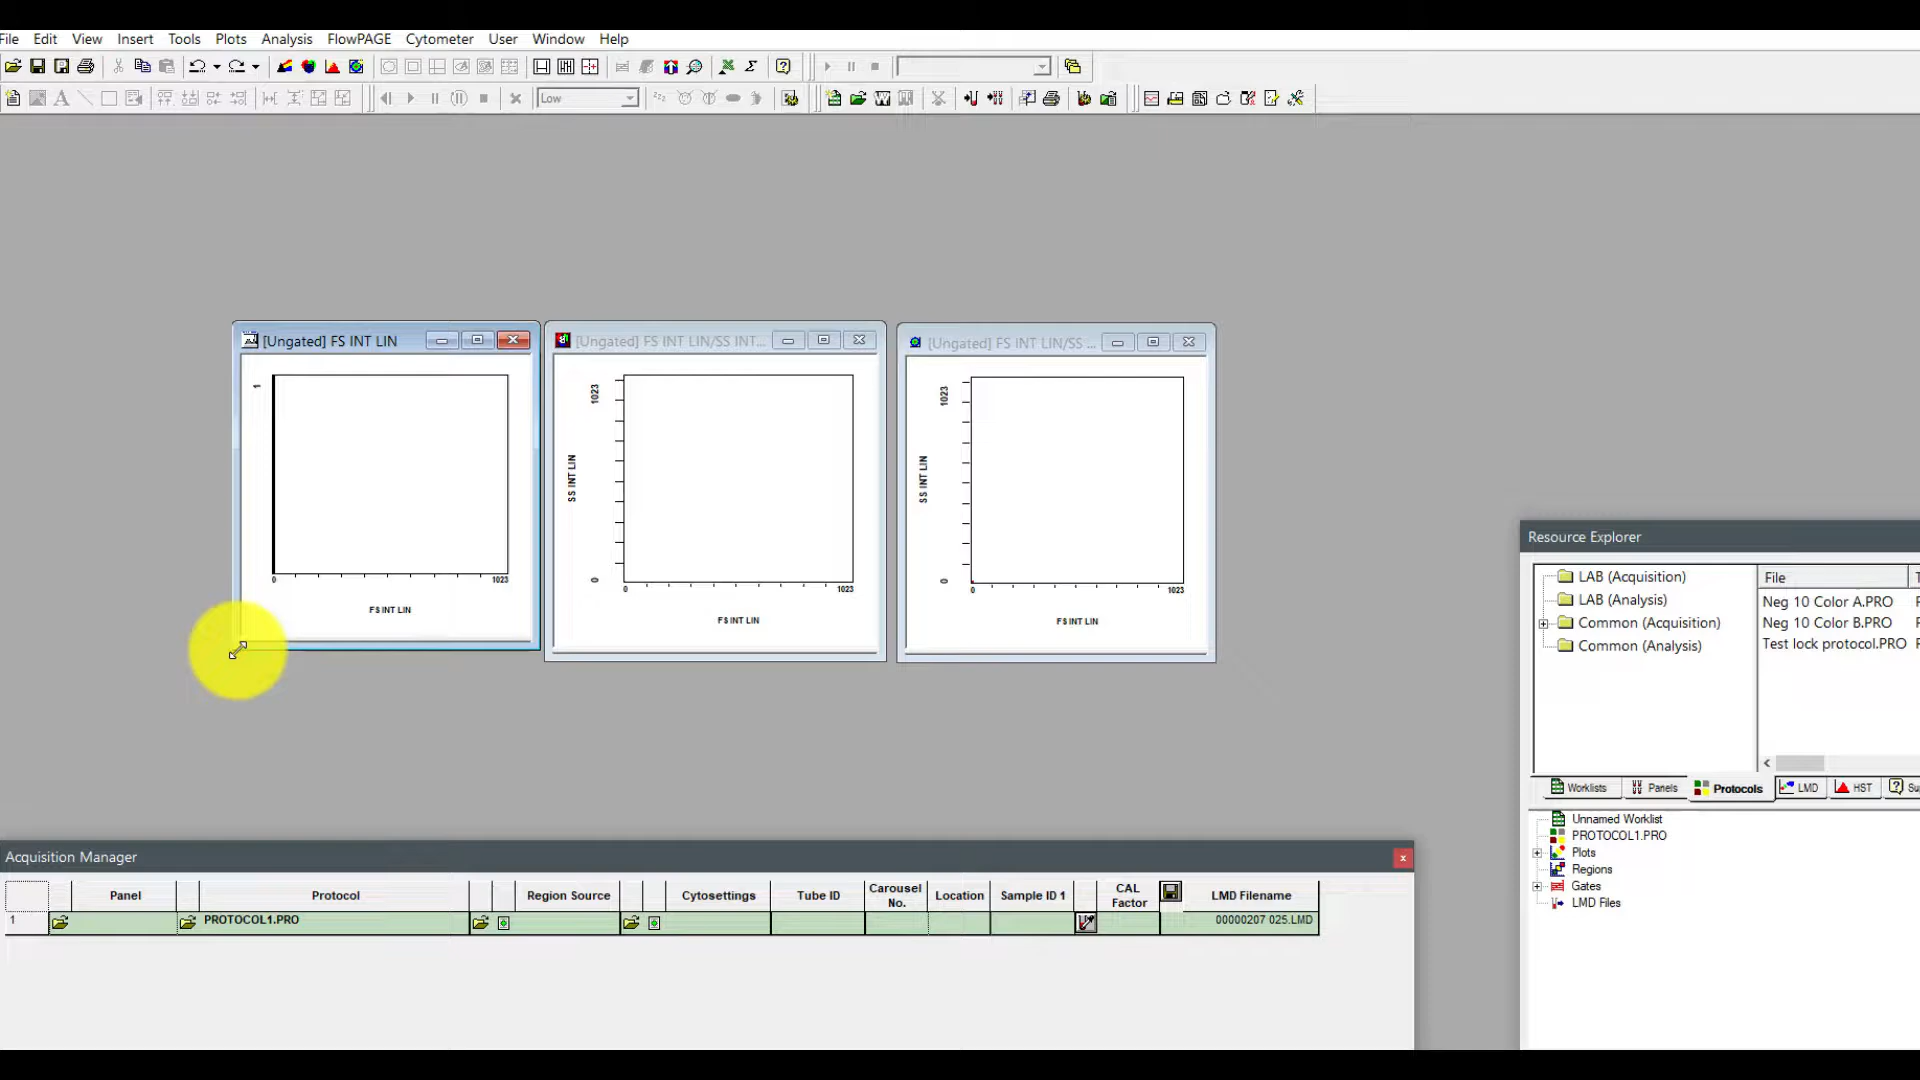 File Edit View Insert Tools Plots Analysis FlowPAGE Cytometer User Window Help
Low
[Ungated] FS INT LIN
[Ungated] FS INT LIN/SS INT...
[Ungated] FS INT LIN/SS ...
1
0
1023
FS INT LIN
1023
SS INT LIN
0
0
1023
FS INT LIN
1023
SS INT LIN
0
0
1023
FS INT LIN
Resource Explorer
LAB (Acquisition)
LAB (Analysis)
Common (Acquisition)
Common (Analysis)
File
Neg 10 Color A.PRO
Neg 10 Color B.PRO
Test lock protocol.PRO
Worklists Panels Protocols LMD HST Su
Unnamed Worklist
PROTOCOL1.PRO
Plots
Regions
Gates
LMD Files
Acquisition Manager
Panel Protocol Region Source Cytosettings Tube ID Carousel No. Location Sample ID 1 CAL Factor LMD Filename
1 PROTOCOL1.PRO 00000207 025.LMD